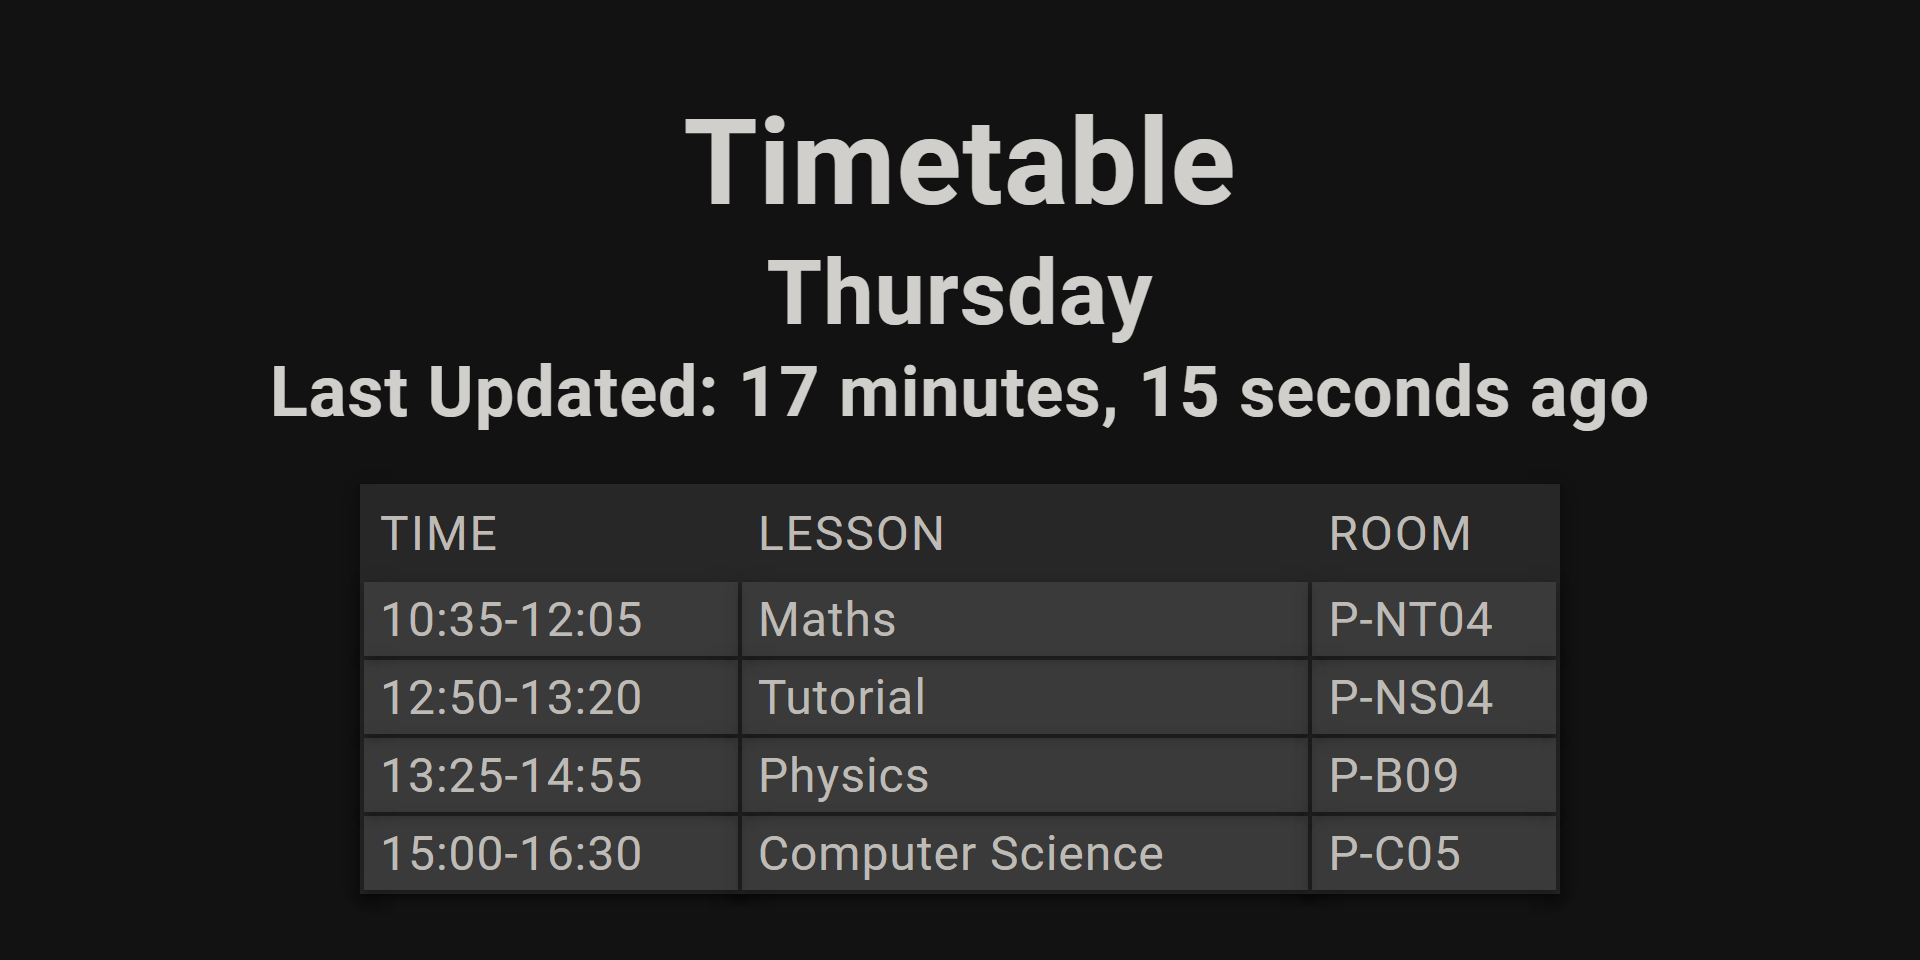 Timetable
Thursday
Last Updated: 17 minutes, 15 seconds ago
TIME LESSON ROOM
10:35-12:05 Maths P-NT04
12:50-13:20 Tutorial P-NS04
13:25-14:55 Physics P-B09
15:00-16:30 Computer Science P-C05